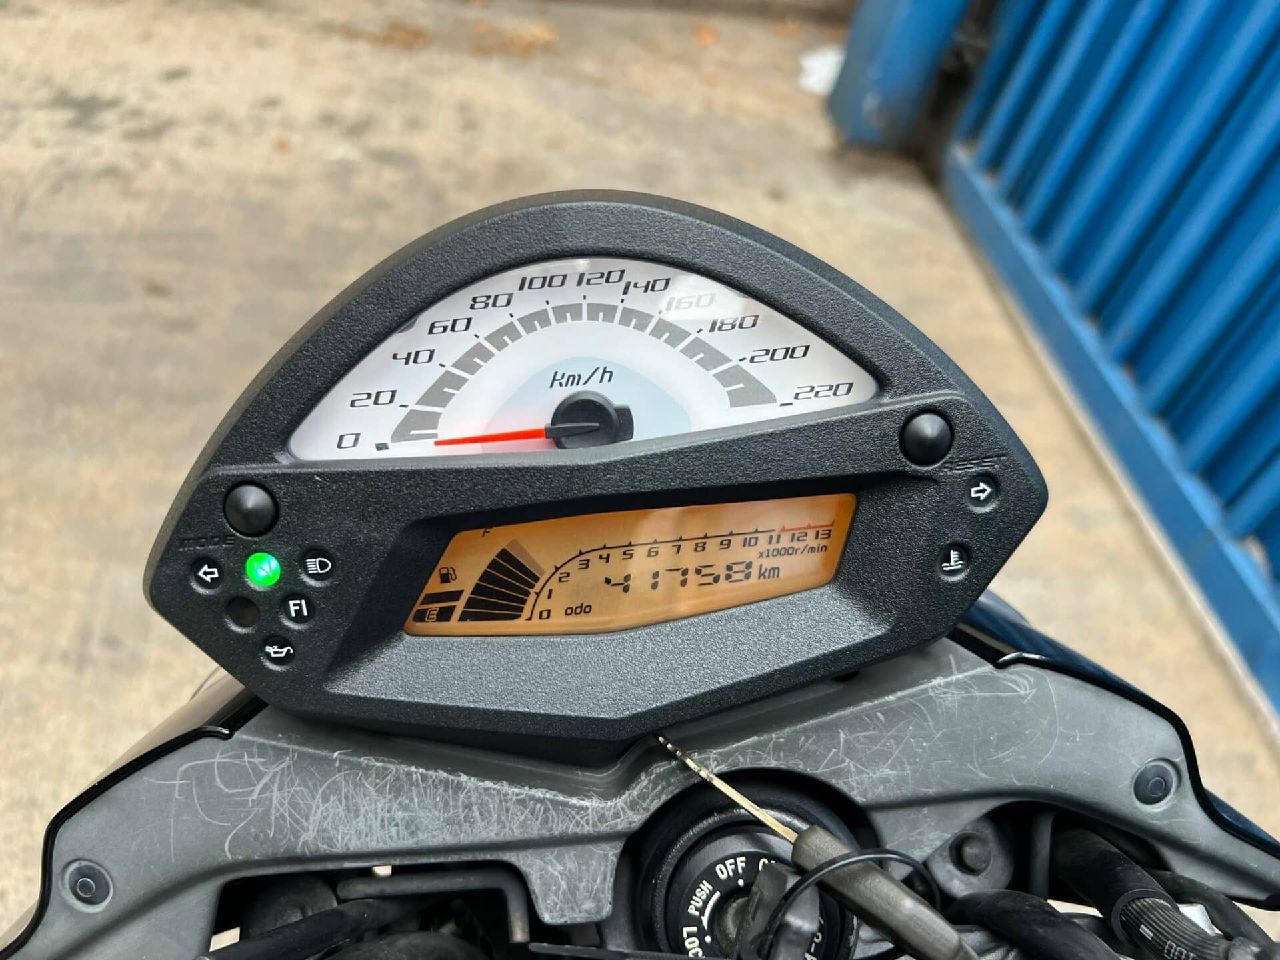 0 20 40 60 80 100 120 140 160 180 200 220
km/h
MODE
RESET
F
E
0 1 2 3 4 5 6 7 8 9 10 11 12 13
x1000r/min
odo 41758 km
FI
PUSH OFF